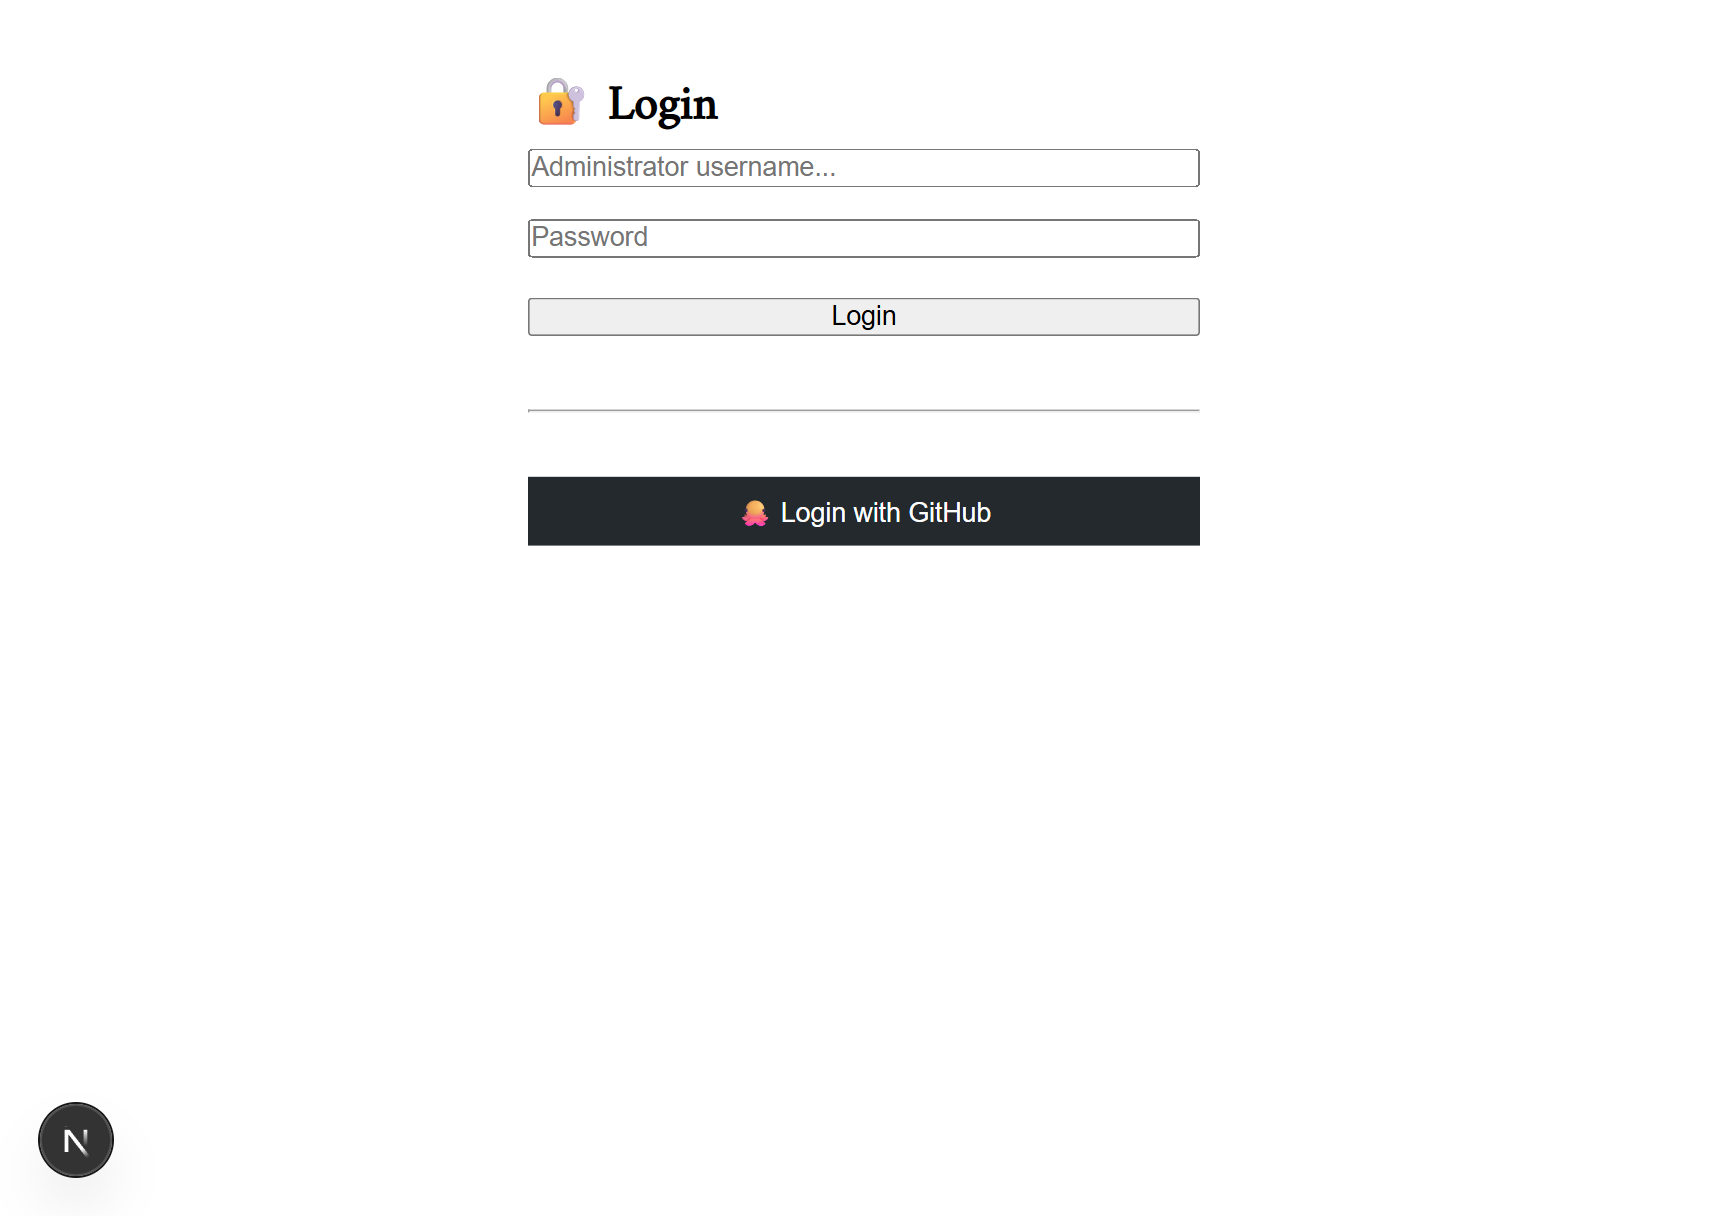 Login
Administrator username...
Password
Login
Login with GitHub
N